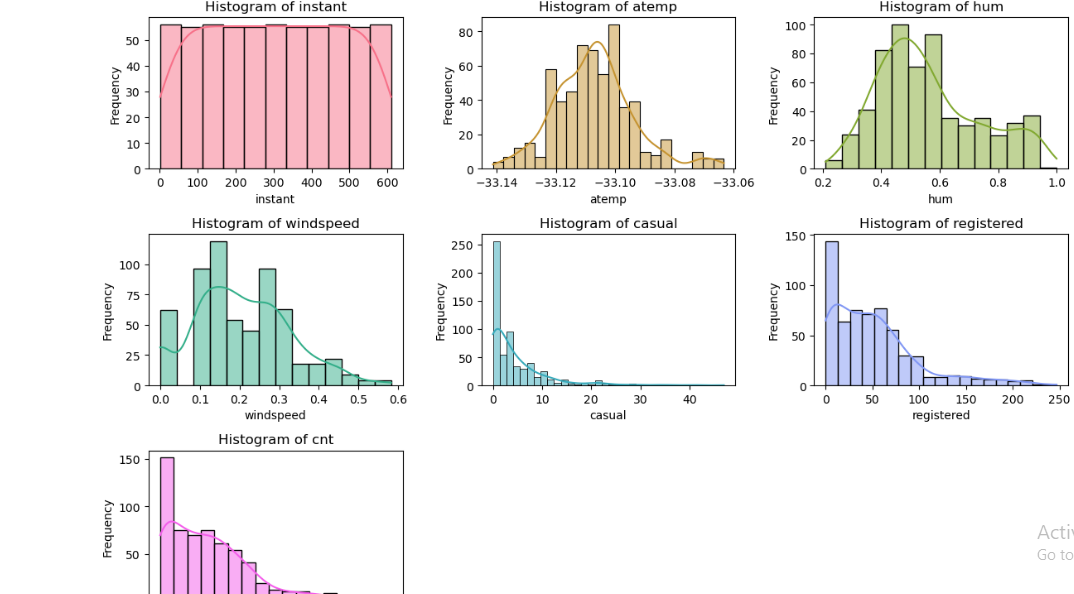 Histogram of instant
Frequency
50
40
30
20
10
0
0 100 200 300 400 500 600
instant
Histogram of atemp
Frequency
80
60
40
20
0
−33.14 −33.12 −33.10 −33.08 −33.06
atemp
Histogram of hum
Frequency
100
80
60
40
20
0
0.2 0.4 0.6 0.8 1.0
hum
Histogram of windspeed
Frequency
100
75
50
25
0
0.0 0.1 0.2 0.3 0.4 0.5 0.6
windspeed
Histogram of casual
Frequency
250
200
150
100
50
0
0 10 20 30 40
casual
Histogram of registered
Frequency
150
100
50
0
0 50 100 150 200 250
registered
Histogram of cnt
Frequency
150
100
50
Activ
Go to